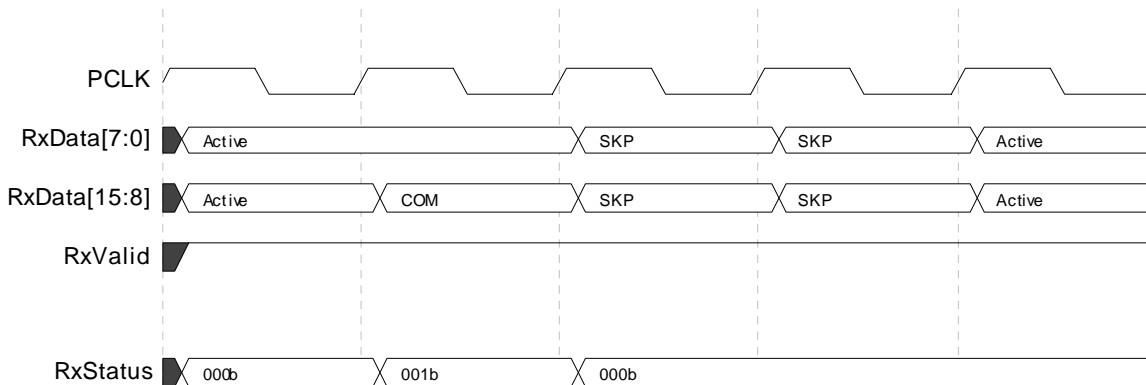 PCLK
RxData[7:0] Active SKP SKP Active
RxData[15:8] Active COM SKP SKP Active
RxValid
RxStatus 000b 001b 000b